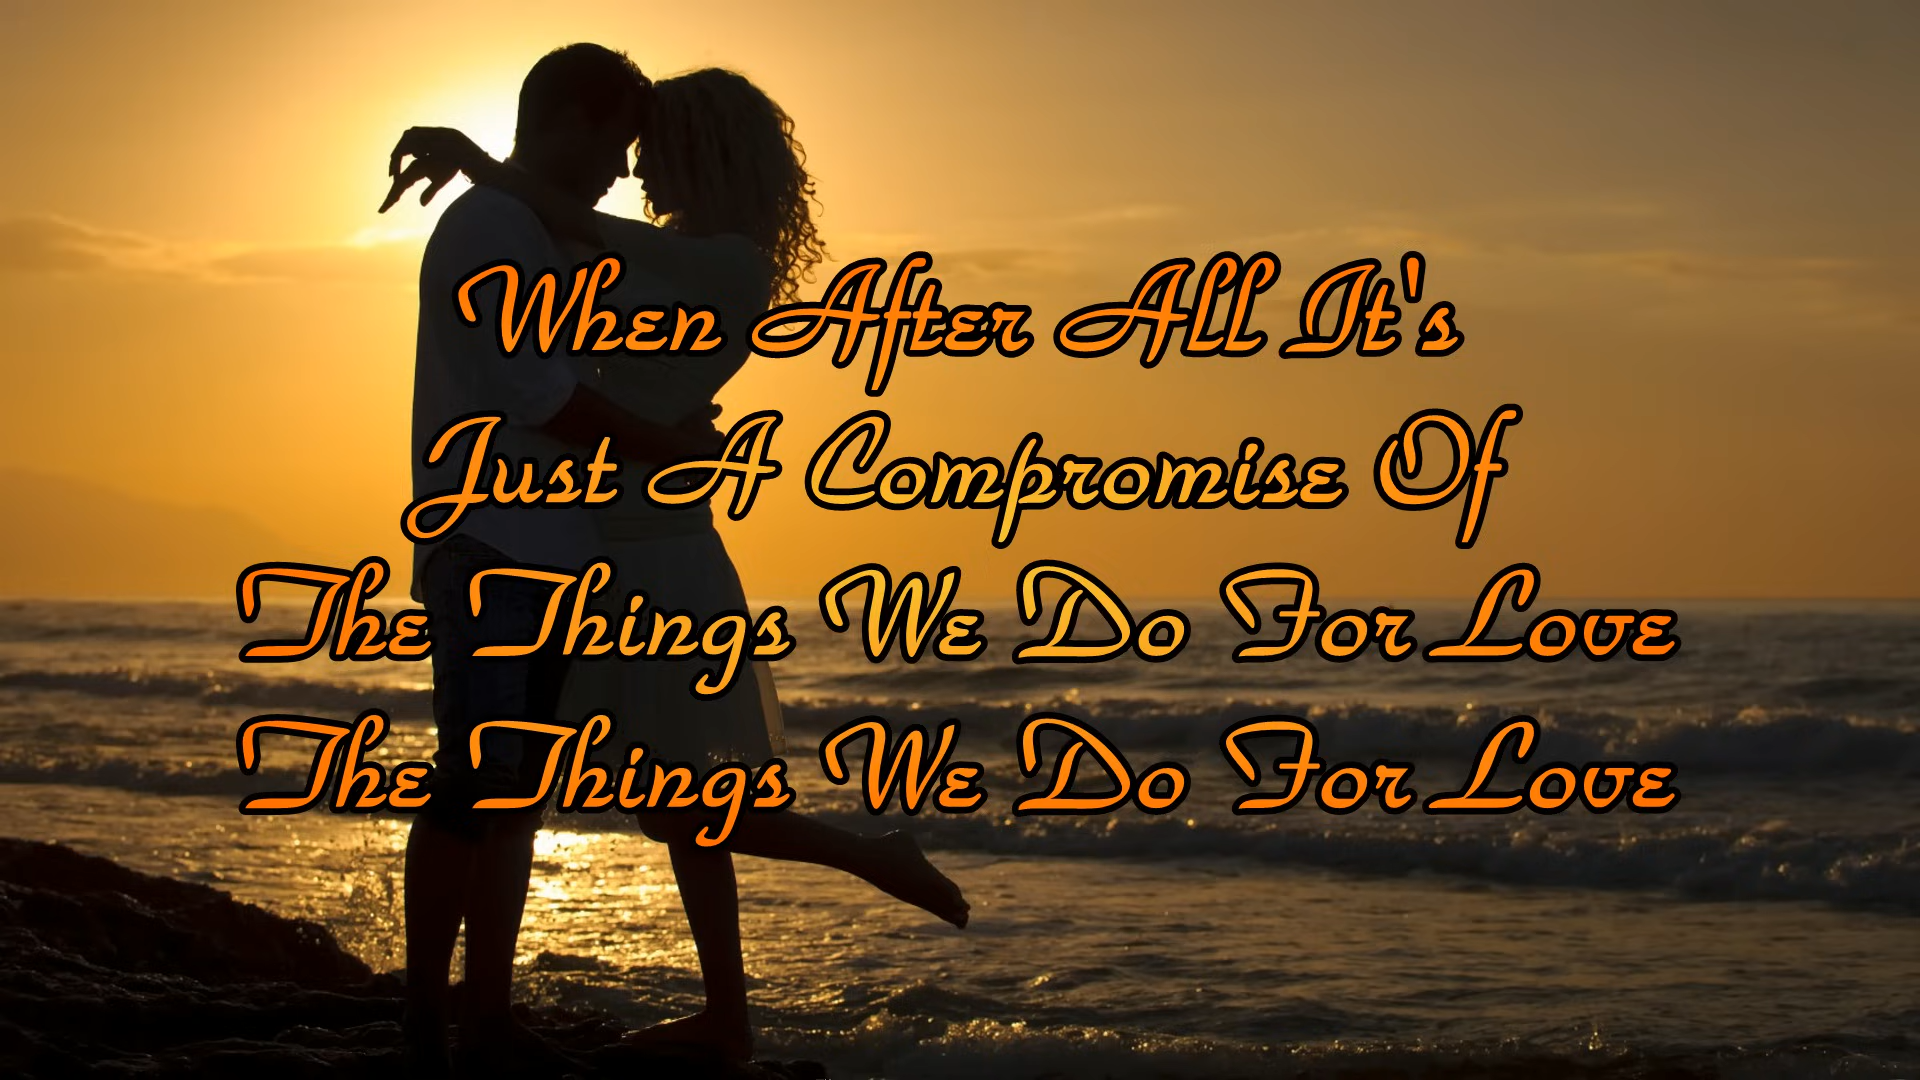 When After All It's
Just A Compromise Of
The Things We Do For Love
The Things We Do For Love